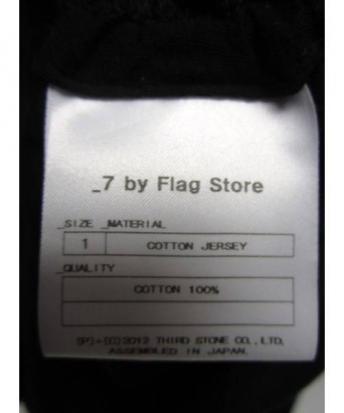 _7 by Flag Store
_SIZE _MATERIAL
1 COTTON JERSEY
_QUALITY
COTTON 100%
(P)+(C)2012 THIRD STONE CO., LTD.
ASSEMBLED IN JAPAN.